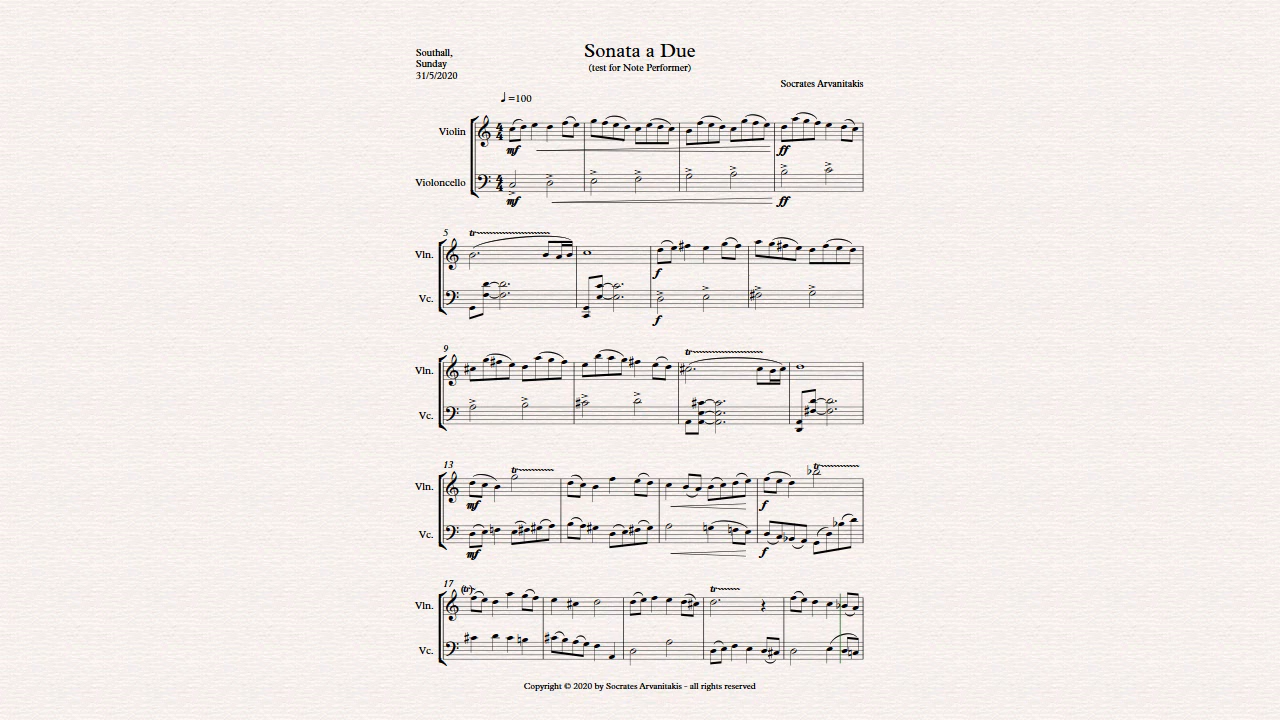 Southall,
Sunday
31/5/2020
Sonata a Due
(test for Note Performer)
Socrates Arvanitakis
♩=100
Violin
mf
ff
Violoncello
mf
ff
5
tr
Vln.
f
Vc.
f
9
tr
Vln.
Vc.
13
tr
tr
Vln.
mf
f
Vc.
mf
f
17
(tr)
tr
Vln.
Vc.
Copyright © 2020 by Socrates Arvanitakis - all rights reserved